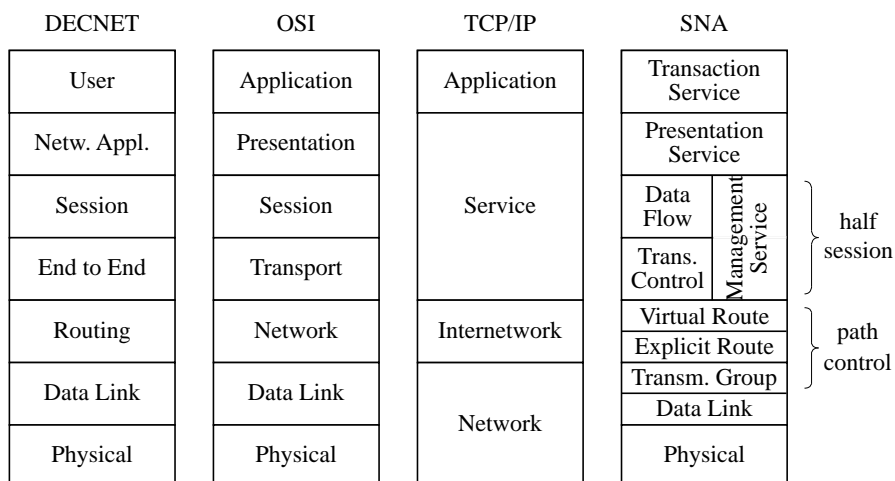 DECNET
OSI
TCP/IP
SNA
User
Application
Application
Transaction
Service
Netw. Appl.
Presentation
Service
Presentation
Service
Session
Session
Data
Flow
Management
Service
half
session
End to End
Transport
Trans.
Control
Routing
Network
Internetwork
Virtual Route
Explicit Route
path
control
Data Link
Data Link
Network
Transm. Group
Data Link
Physical
Physical
Physical